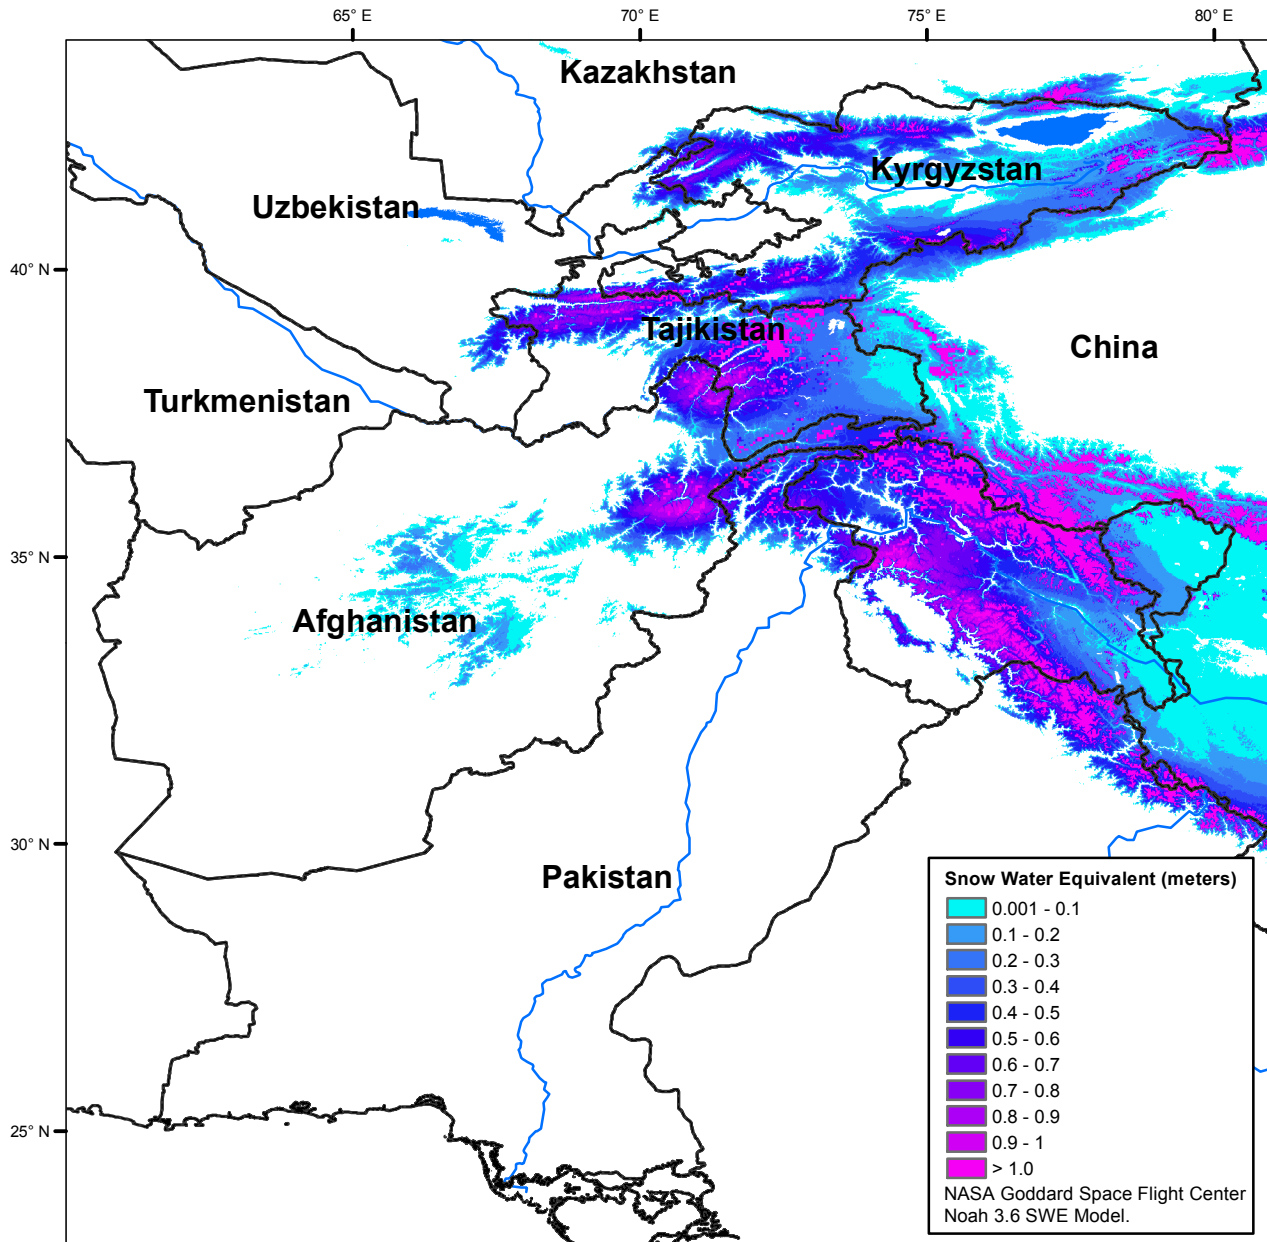 65° E
70° E
75° E
80° E
Kazakhstan
Kyrgyzstan
Uzbekistan
40° N
Tajikistan
China
Turkmenistan
35° N
Afghanistan
30° N
Pakistan
25° N
Snow Water Equivalent (meters)
0.001 - 0.1
0.1 - 0.2
0.2 - 0.3
0.3 - 0.4
0.4 - 0.5
0.5 - 0.6
0.6 - 0.7
0.7 - 0.8
0.8 - 0.9
0.9 - 1
> 1.0
NASA Goddard Space Flight Center
Noah 3.6 SWE Model.